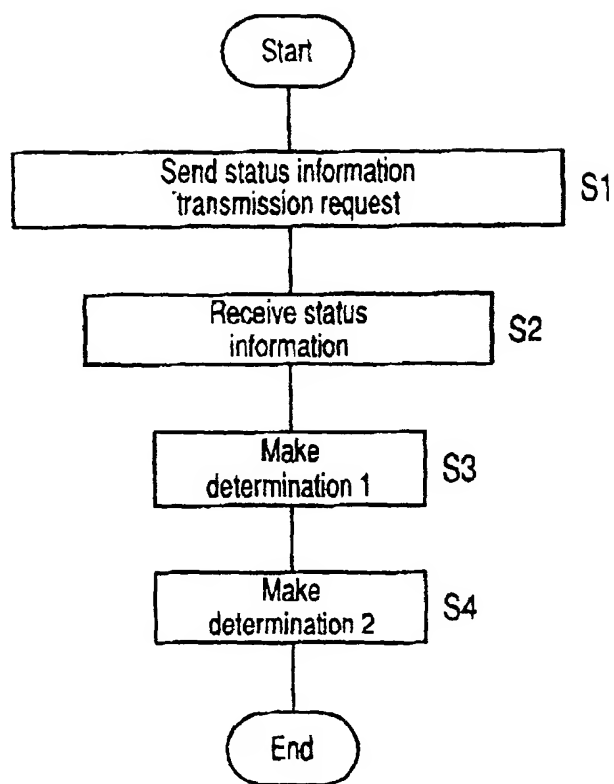 Start
Send status information
transmission request
S1
Receive status
information
S2
Make
determination 1
S3
Make
determination 2
S4
End